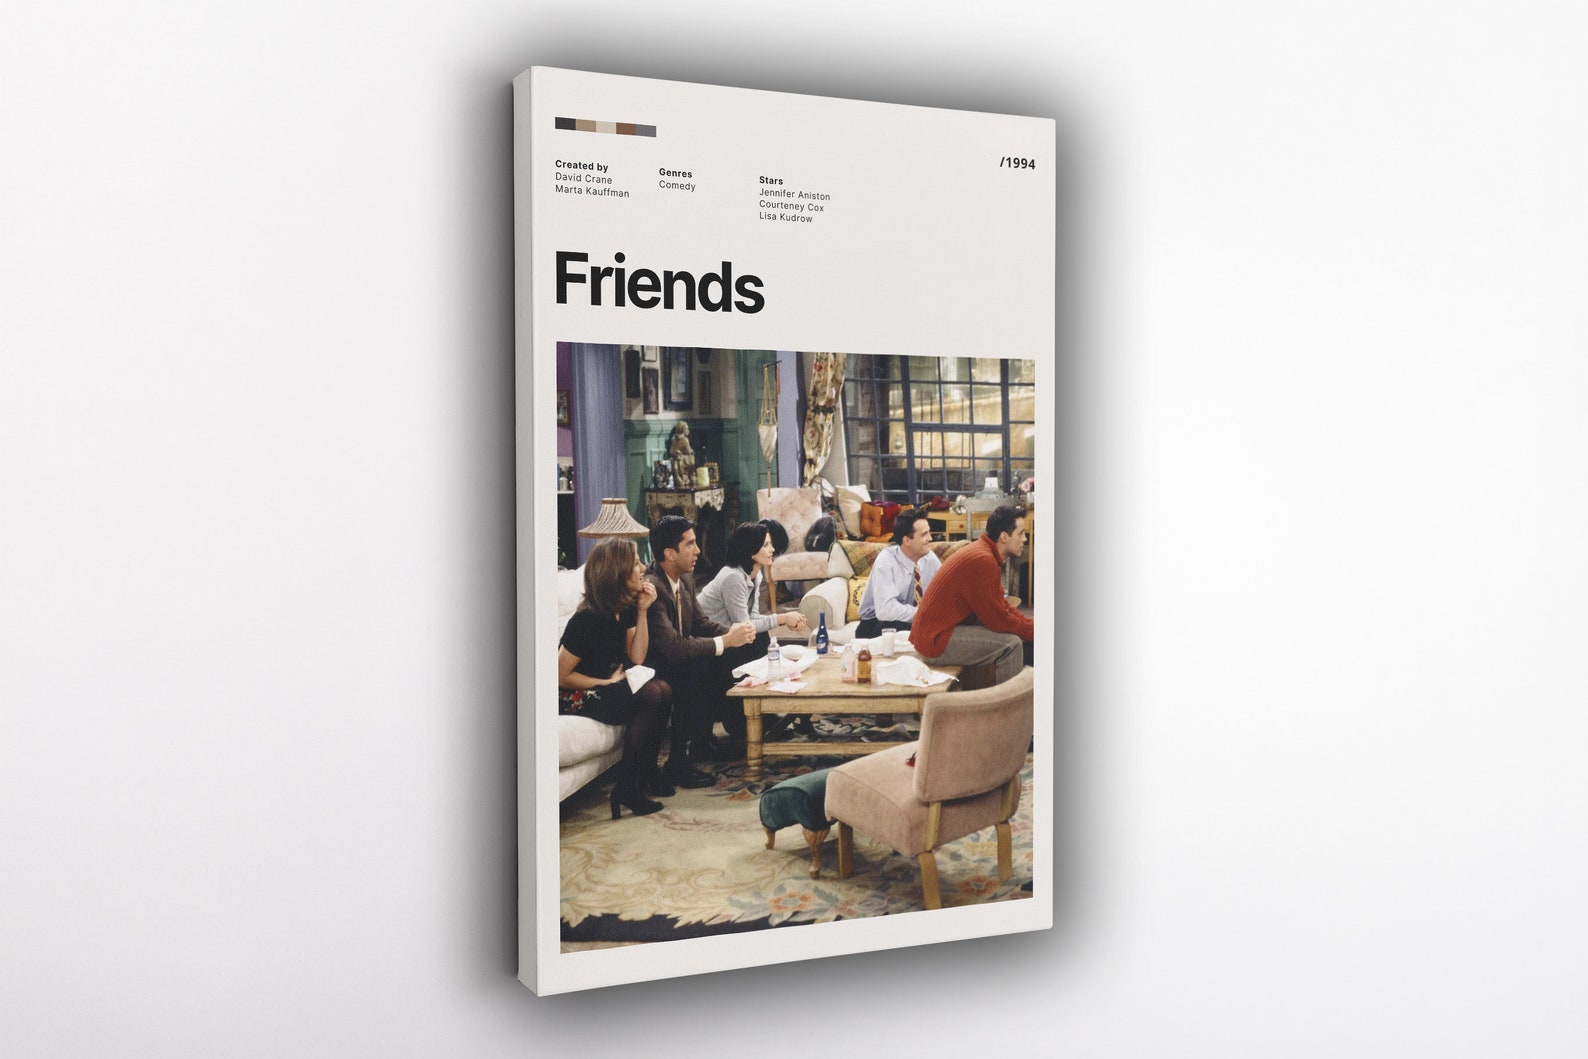 /1994
Created by
David Crane
Marta Kauffman
Genres
Comedy
Stars
Jennifer Aniston
Courteney Cox
Lisa Kudrow
Friends